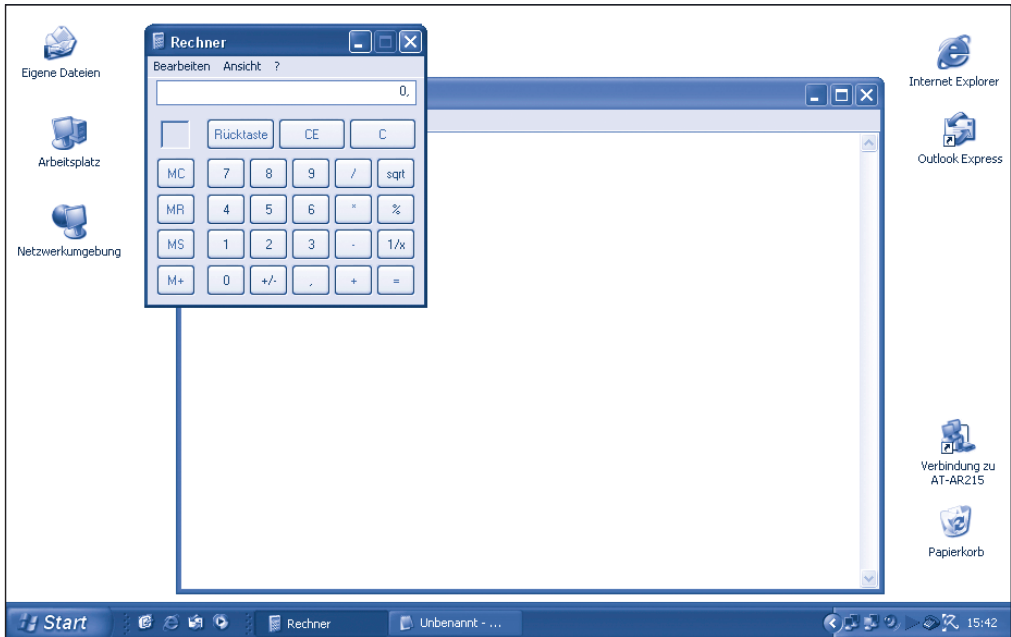 Eigene Dateien
Arbeitsplatz
Netzwerkumgebung
Rechner
Bearbeiten Ansicht ?
0,
Rücktaste CE C
MC 7 8 9 / sqrt
MR 4 5 6 * %
MS 1 2 3 - 1/x
M+ 0 +/- , + =
Internet Explorer
Outlook Express
Verbindung zu
AT-AR215
Papierkorb
Start Rechner Unbenannt - ... 15:42